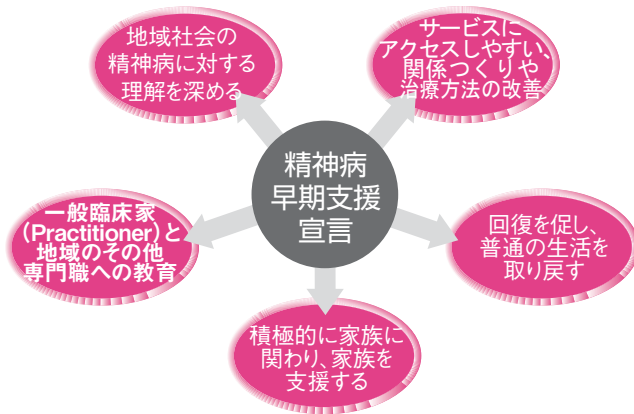 地域社会の
精神病に対する
理解を深める
サービスに
アクセスしやすい、
関係つくりや
治療方法の改善
精神病
早期支援
宣言
一般臨床家
(Practitioner)と
地域のその他
専門職への教育
回復を促し、
普通の生活を
取り戻す
積極的に家族に
関わり、家族を
支援する